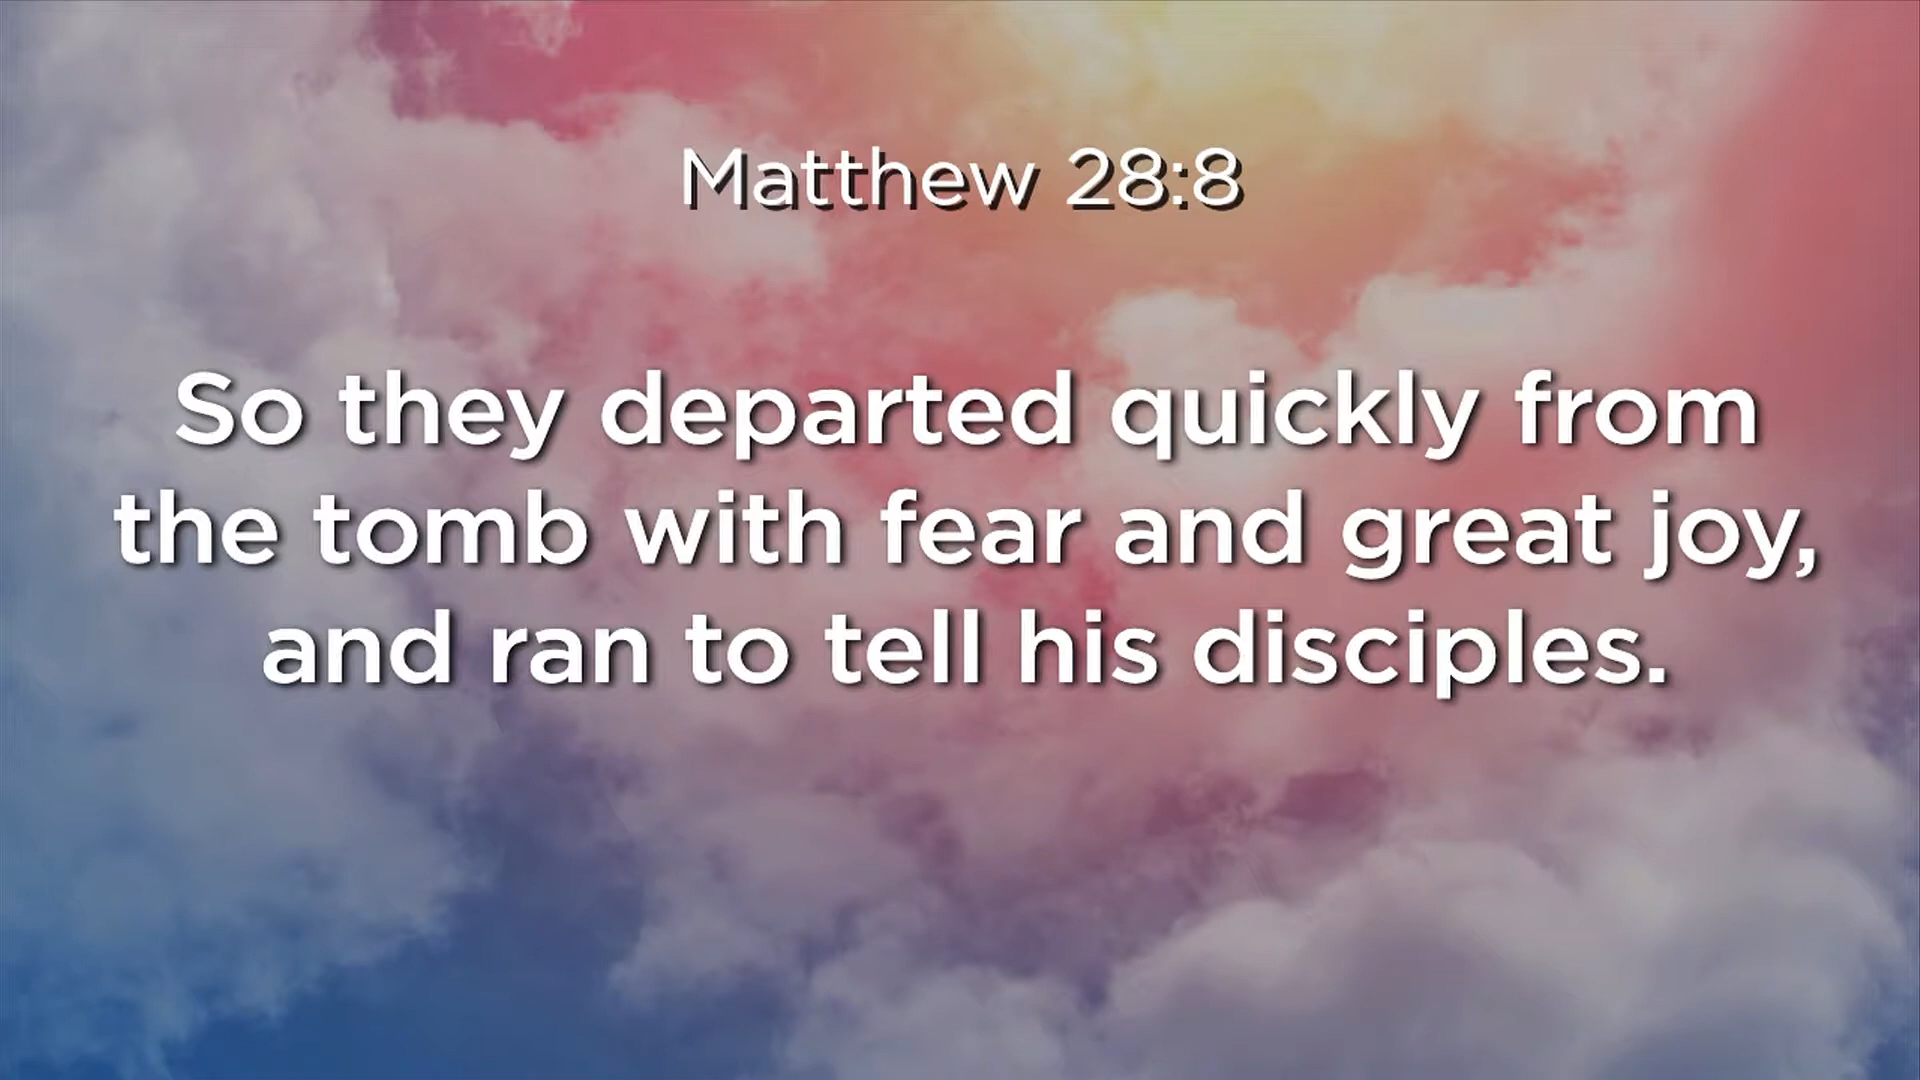 Matthew 28:8
So they departed quickly from
the tomb with fear and great joy,
and ran to tell his disciples.